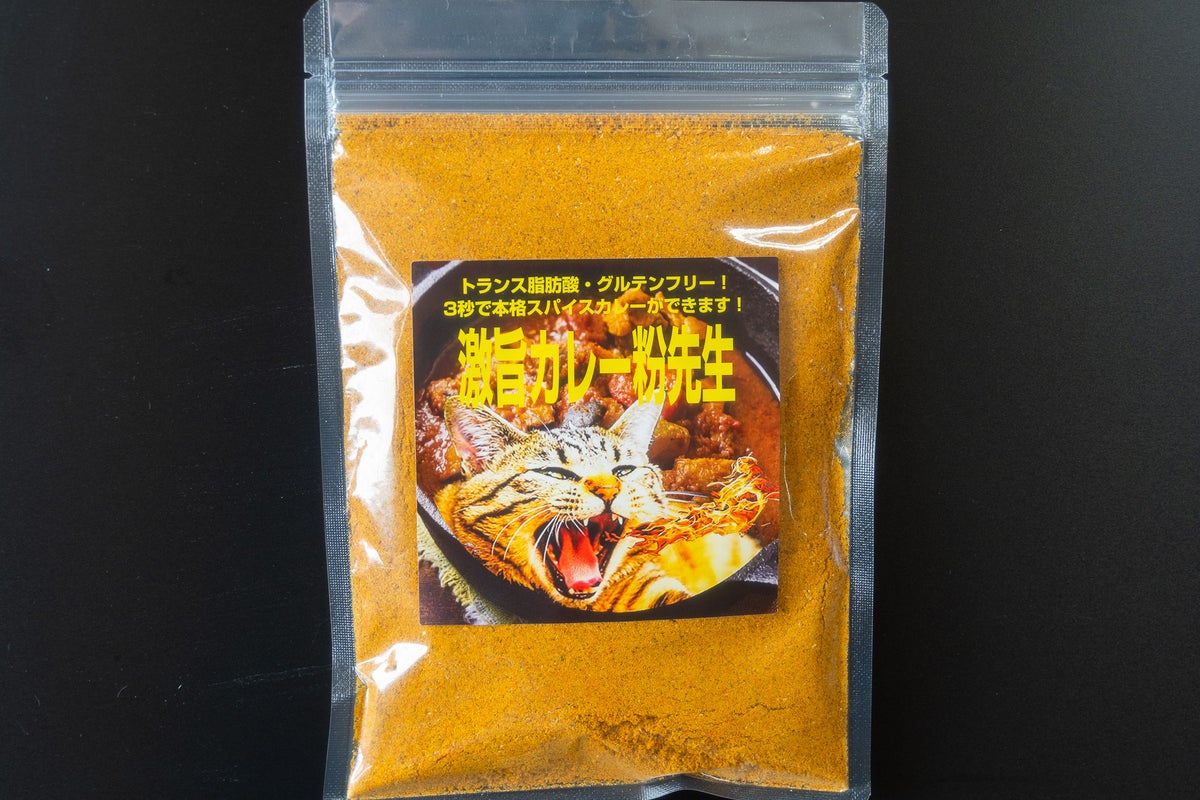 トランス脂肪酸・グルテンフリー！
3秒で本格スパイスカレーができます！
激旨カレー粉先生